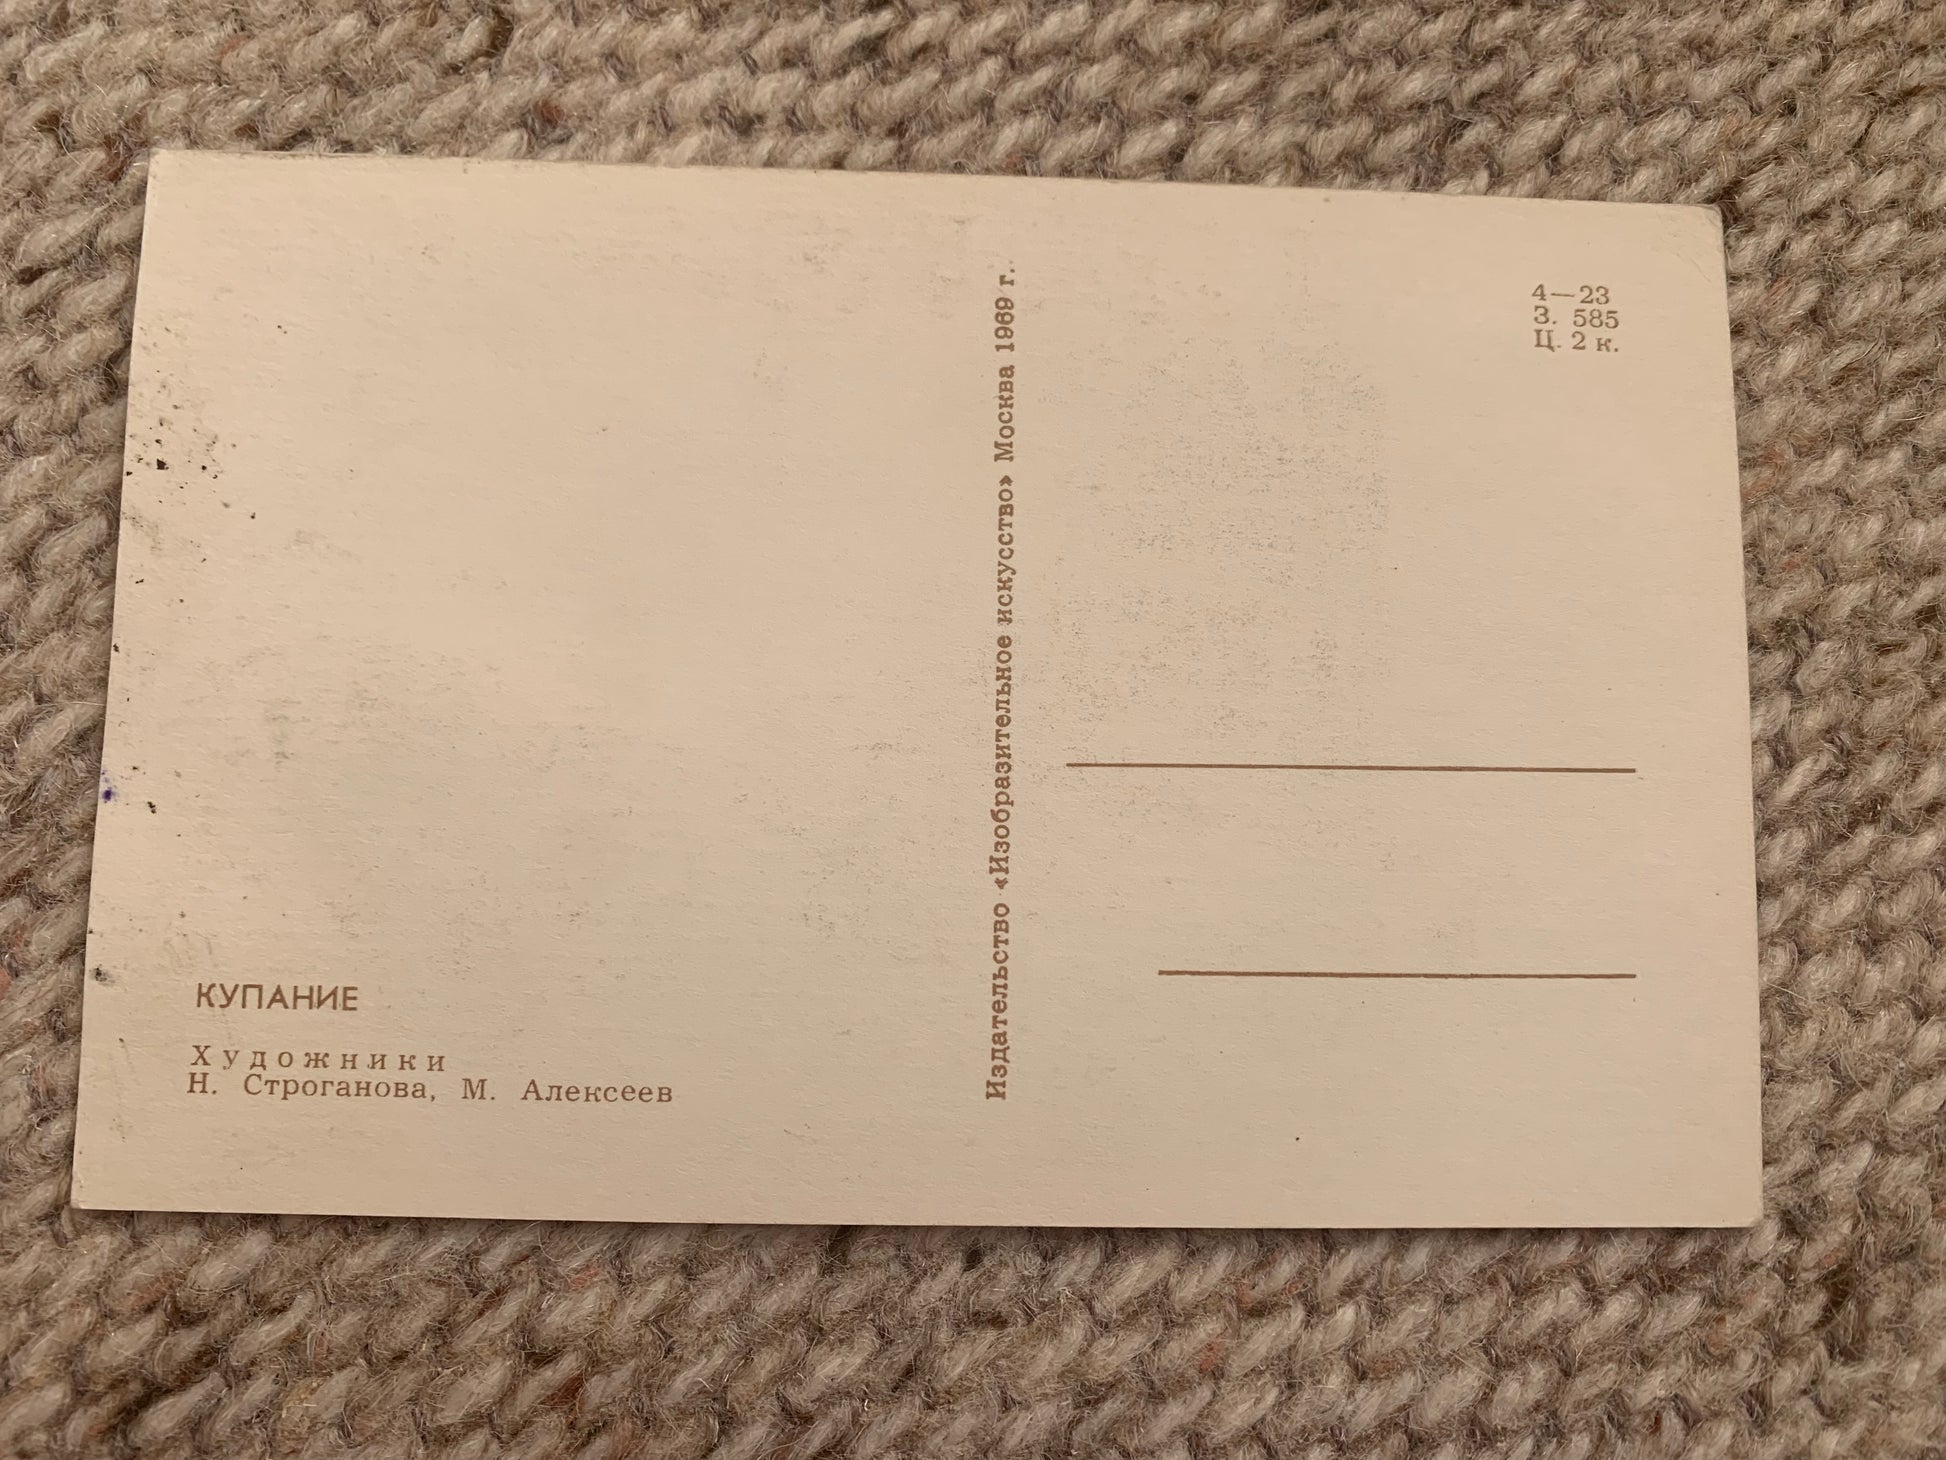 КУПАНИЕ
Художники
Н. Строганова, М. Алексеев
Издательство «Изобразительное искусство» Москва 1969 г.
4—23
З. 585
Ц. 2 к.